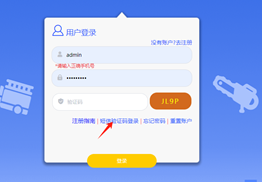 用户登录
没有账户?去注册
admin
*请输入正确手机号
•••••••••
验证码
JL9P
注册指南 | 短信验证码登录 | 忘记密码 | 重置账户
登录